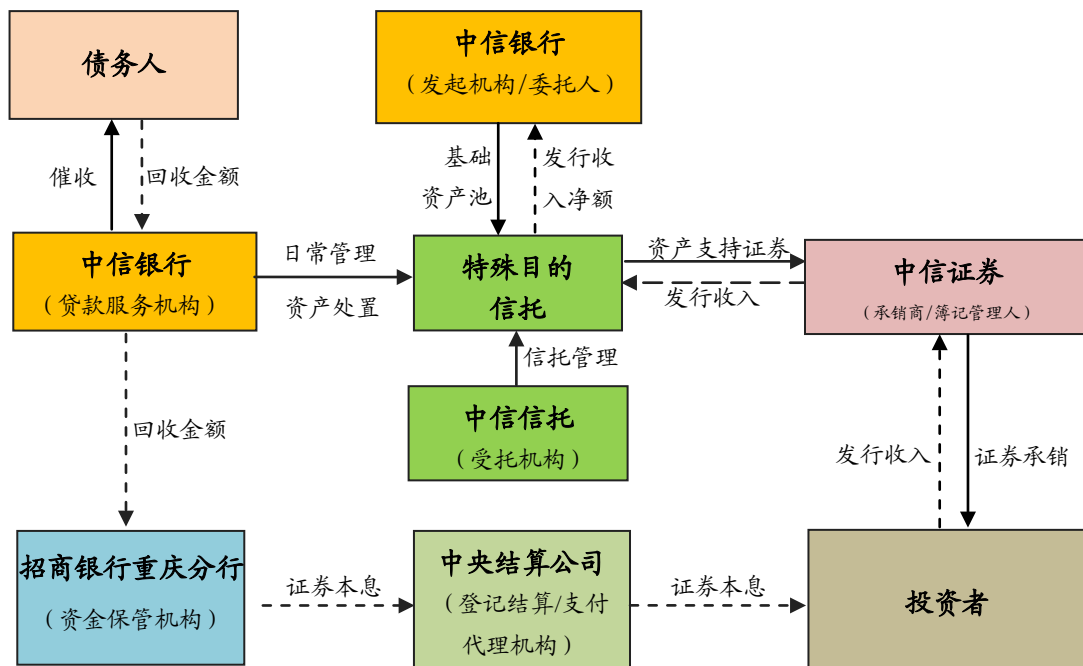 债务人
中信银行
（发起机构/委托人）
催收
回收金额
基础
资产池
发行收
入净额
中信银行
（贷款服务机构）
日常管理
资产处置
特殊目的
信托
资产支持证券
发行收入
中信证券
（承销商/簿记管理人）
信托管理
中信信托
（受托机构）
回收金额
发行收入
证券承销
招商银行重庆分行
（资金保管机构）
证券本息
中央结算公司
（登记结算/支付
代理机构）
证券本息
投资者